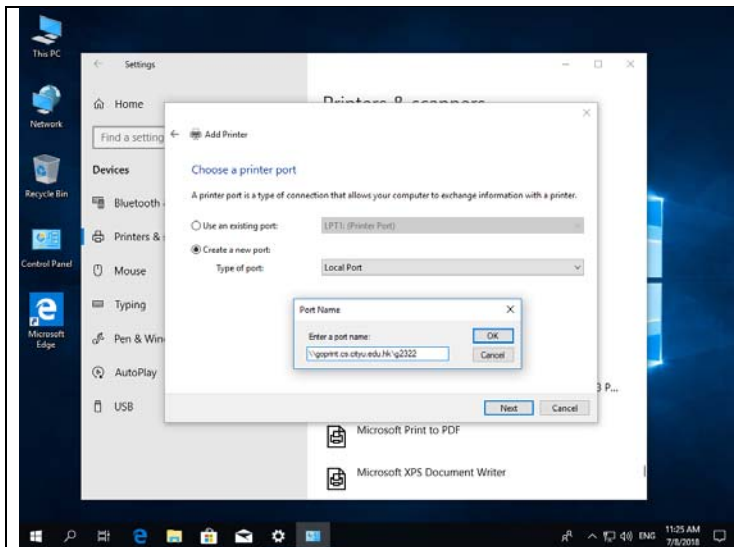 This PC
Network
Recycle Bin
Control Panel
Microsoft
Edge
Settings
Home
Find a setting
Devices
Bluetooth
Printers &
Mouse
Typing
Pen & Win
AutoPlay
USB
Printers & scanners
Add Printer
Choose a printer port
A printer port is a type of connection that allows your computer to exchange information with a printer.
Use an existing port:
LPT1: (Printer Port)
Create a new port:
Type of port:
Local Port
Port Name
Enter a port name:
\\goprint.cs.cityu.edu.hk\g2322
OK
Cancel
Next
Cancel
3 P...
Microsoft Print to PDF
Microsoft XPS Document Writer
ENG
11:25 AM
7/8/2018